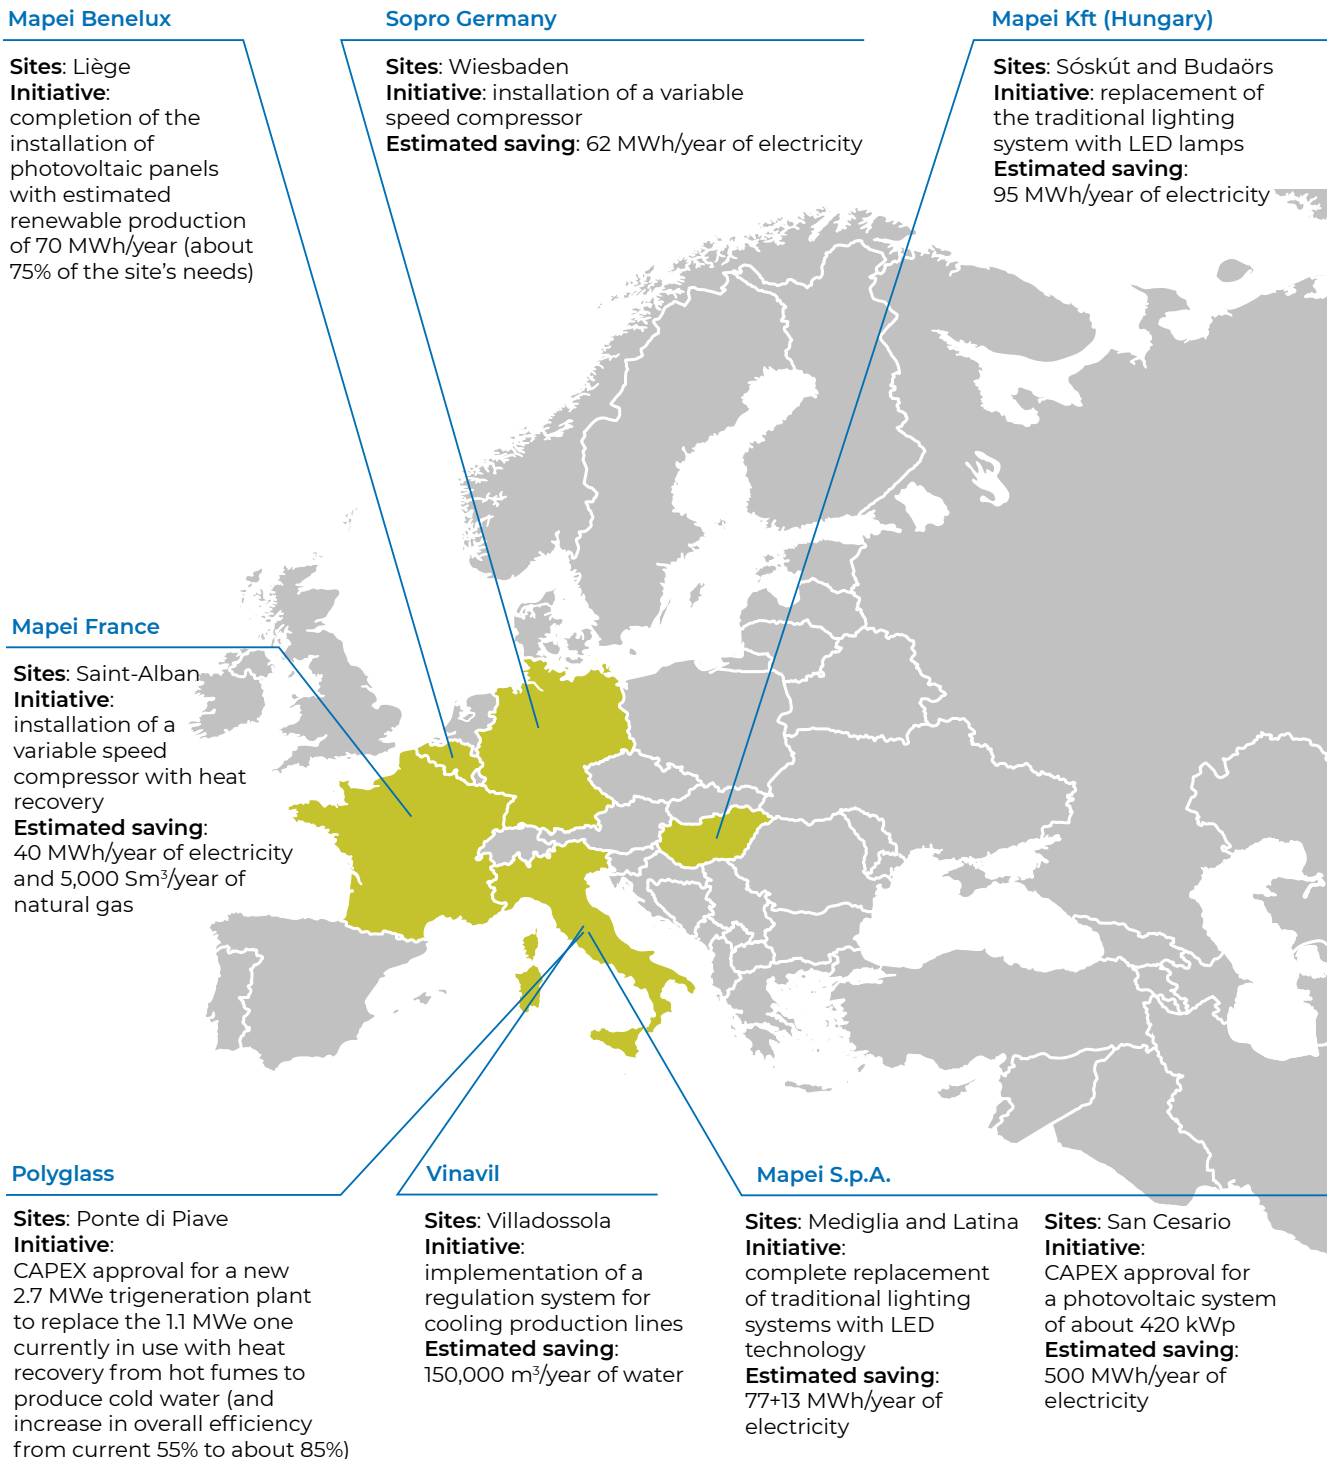 Mapei Benelux
Sites: Liège
Initiative:
completion of the
installation of
photovoltaic panels
with estimated
renewable production
of 70 MWh/year (about
75% of the site’s needs)
Sopro Germany
Sites: Wiesbaden
Initiative: installation of a variable
speed compressor
Estimated saving: 62 MWh/year of electricity
Mapei Kft (Hungary)
Sites: Sóskút and Budaörs
Initiative: replacement of
the traditional lighting
system with LED lamps
Estimated saving:
95 MWh/year of electricity
Mapei France
Sites: Saint-Alban
Initiative:
installation of a
variable speed
compressor with heat
recovery
Estimated saving:
40 MWh/year of electricity
and 5,000 Sm³/year of
natural gas
Polyglass
Sites: Ponte di Piave
Initiative:
CAPEX approval for a new
2.7 MWe trigeneration plant
to replace the 1.1 MWe one
currently in use with heat
recovery from hot fumes to
produce cold water (and
increase in overall efficiency
from current 55% to about 85%)
Vinavil
Sites: Villadossola
Initiative:
implementation of a
regulation system for
cooling production lines
Estimated saving:
150,000 m³/year of water
Mapei S.p.A.
Sites: Mediglia and Latina
Initiative:
complete replacement
of traditional lighting
systems with LED
technology
Estimated saving:
77+13 MWh/year of
electricity
Sites: San Cesario
Initiative:
CAPEX approval for
a photovoltaic system
of about 420 kWp
Estimated saving:
500 MWh/year of
electricity